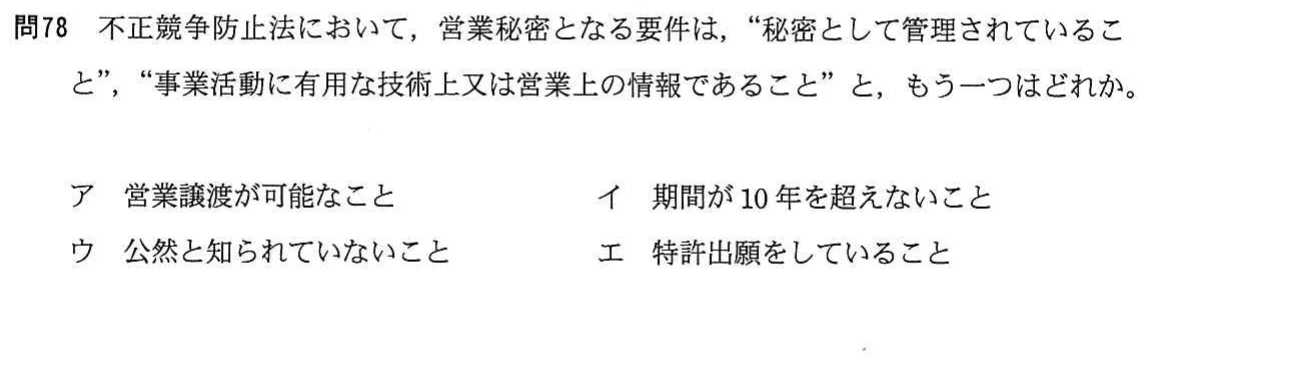 問78 不正競争防止法において，営業秘密となる要件は，“秘密として管理されているこ
と”，“事業活動に有用な技術上又は営業上の情報であること” と，もう一つはどれか。
ア 営業譲渡が可能なこと イ 期間が 10 年を超えないこと
ウ 公然と知られていないこと エ 特許出願をしていること